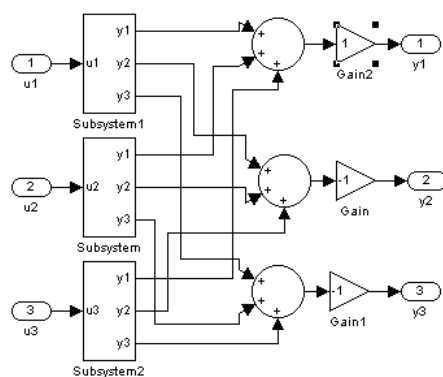 1
u1
u1
y1
y2
y3
Subsystem1
2
u2
u2
y1
y2
y3
Subsystem
3
u3
u3
y1
y2
y3
Subsystem2
+
+
+
1
Gain2
1
y1
+
+
+
-1
Gain
2
y2
+
+
+
-1
Gain1
3
y3